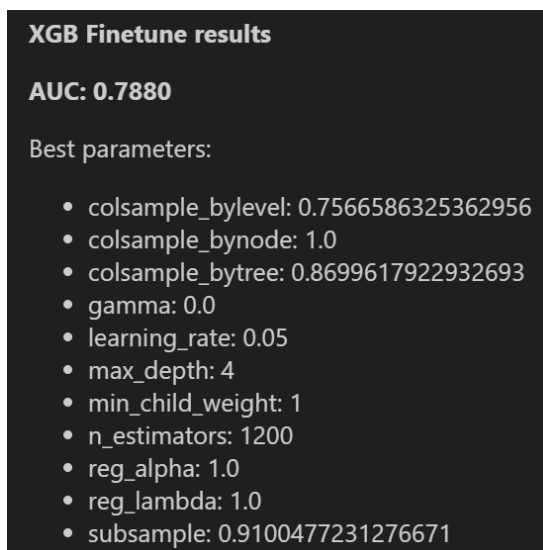 XGB Finetune results
AUC: 0.7880
Best parameters:
• colsample_bylevel: 0.7566586325362956
• colsample_bynode: 1.0
• colsample_bytree: 0.8699617922932693
• gamma: 0.0
• learning_rate: 0.05
• max_depth: 4
• min_child_weight: 1
• n_estimators: 1200
• reg_alpha: 1.0
• reg_lambda: 1.0
• subsample: 0.9100477231276671